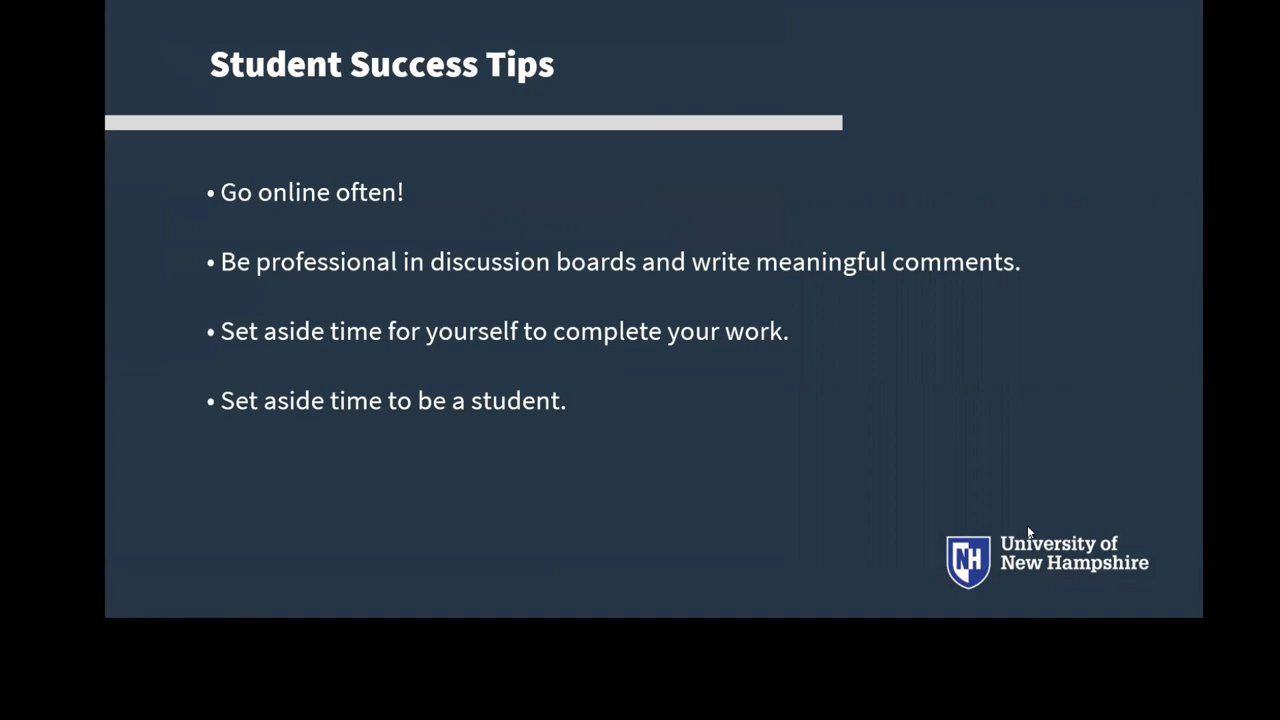 Student Success Tips
• Go online often!
• Be professional in discussion boards and write meaningful comments.
• Set aside time for yourself to complete your work.
• Set aside time to be a student.
NH
University of
New Hampshire